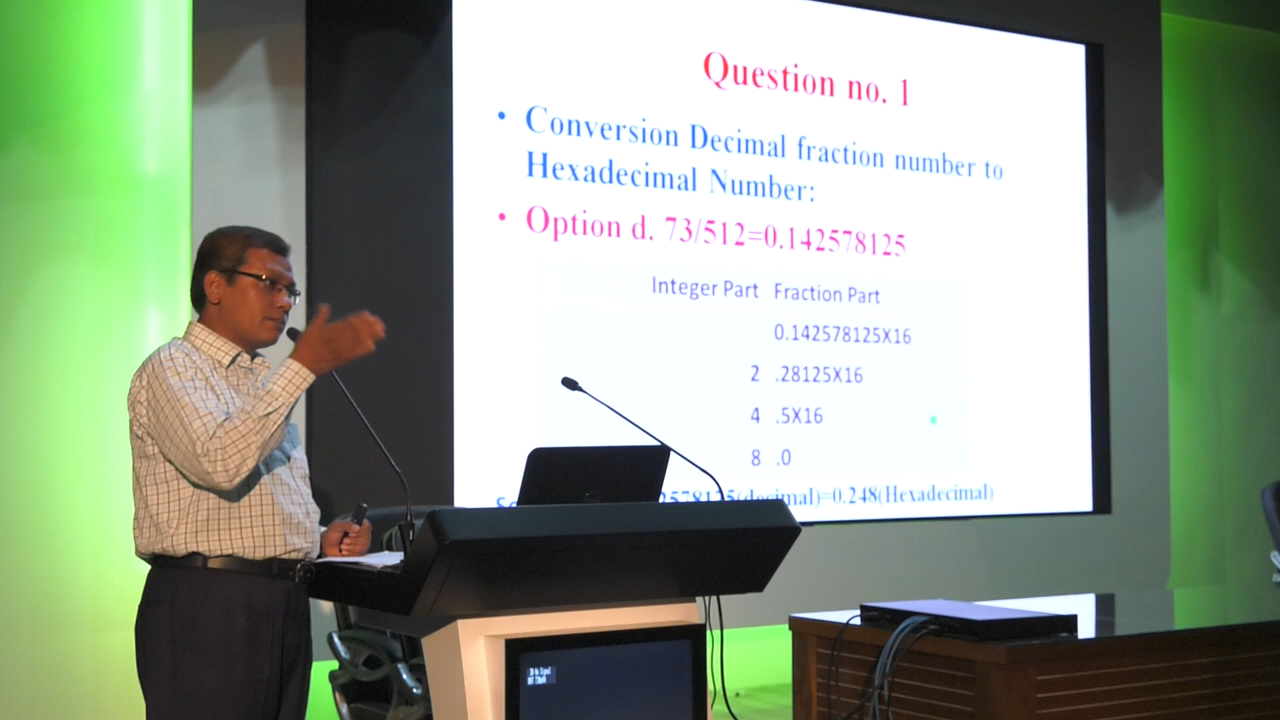 Question no. 1
• Conversion Decimal fraction number to
Hexadecimal Number:
• Option d. 73/512=0.142578125
Integer Part Fraction Part
0.142578125X16
2 .28125X16
4 .5X16
8 .0
2578125(decimal)=0.248(Hexadecimal)